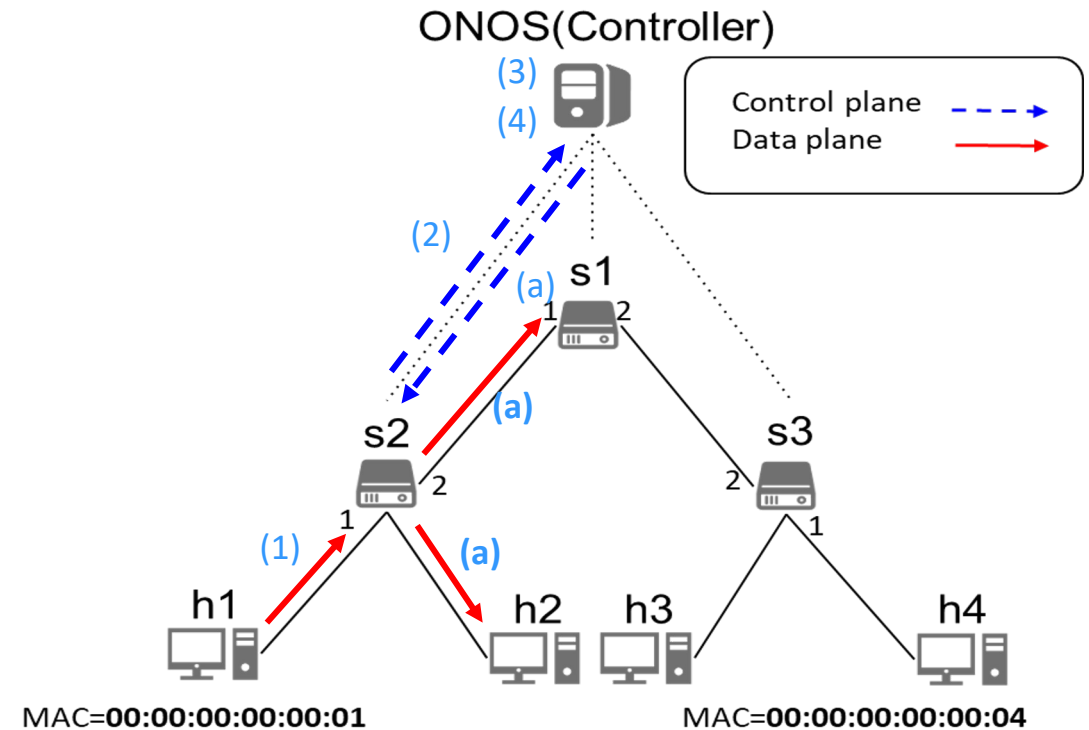 ONOS(Controller)
(3)
(4)
Control plane
Data plane
(2)
s1
(a)
1
2
(a)
s2
s3
2
2
1
1
(1)
(a)
h1
h2
h3
h4
MAC=00:00:00:00:00:01
MAC=00:00:00:00:00:04